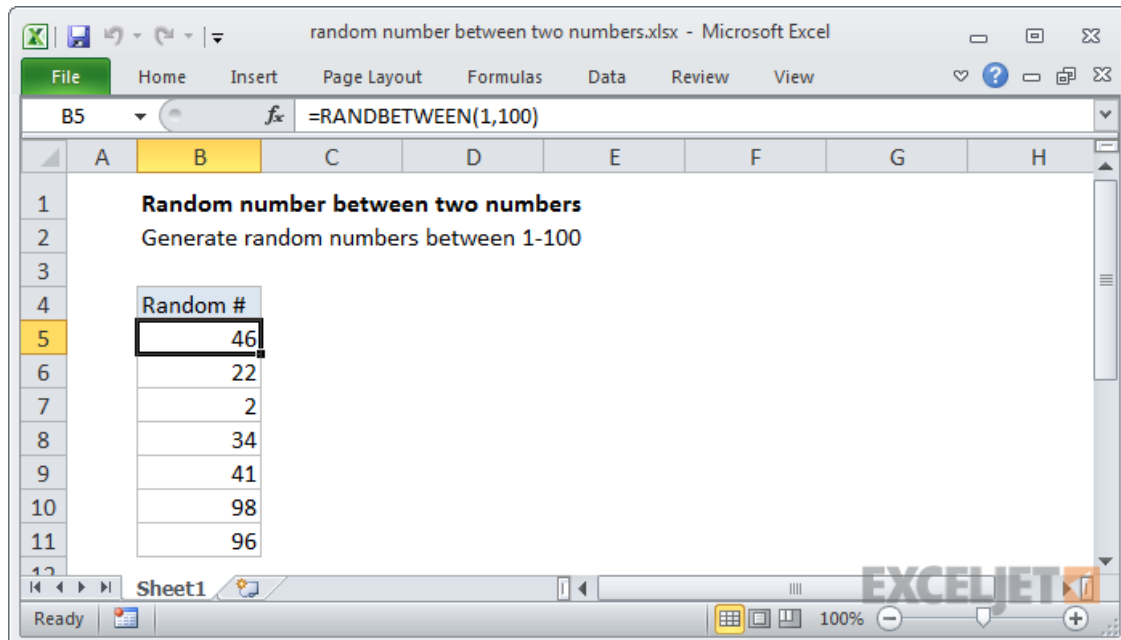 random number between two numbers.xlsx - Microsoft Excel
File Home Insert Page Layout Formulas Data Review View
B5 fx =RANDBETWEEN(1,100)
A B C D E F G H
1 Random number between two numbers
2 Generate random numbers between 1-100
3
4 Random #
5 46
6 22
7 2
8 34
9 41
10 98
11 96
12
Sheet1
EXCELJET
Ready 100%